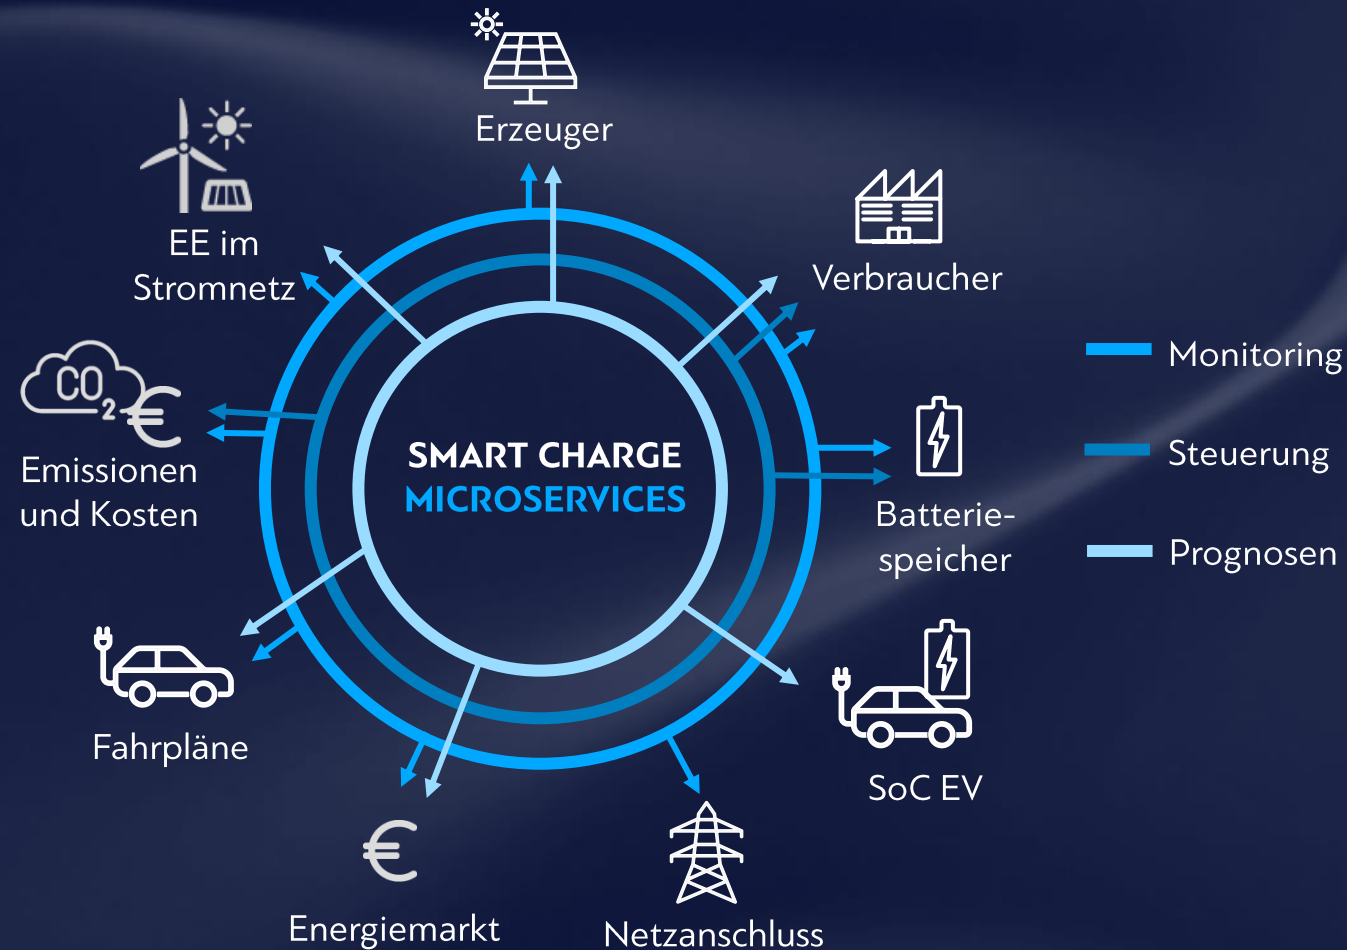 Erzeuger
EE im
Stromnetz
Verbraucher
CO2
€
Emissionen
und Kosten
SMART CHARGE
MICROSERVICES
Batterie-
speicher
Monitoring
Steuerung
Prognosen
Fahrpläne
SoC EV
€
Energiemarkt
Netzanschluss